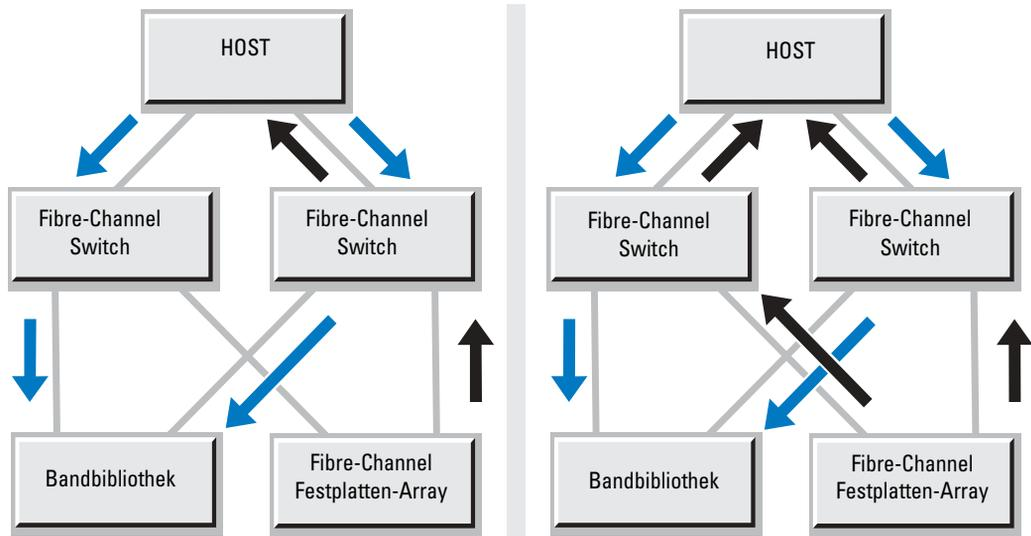 HOST
Fibre-Channel
Switch
Fibre-Channel
Switch
Bandbibliothek
Fibre-Channel
Festplatten-Array
HOST
Fibre-Channel
Switch
Fibre-Channel
Switch
Bandbibliothek
Fibre-Channel
Festplatten-Array